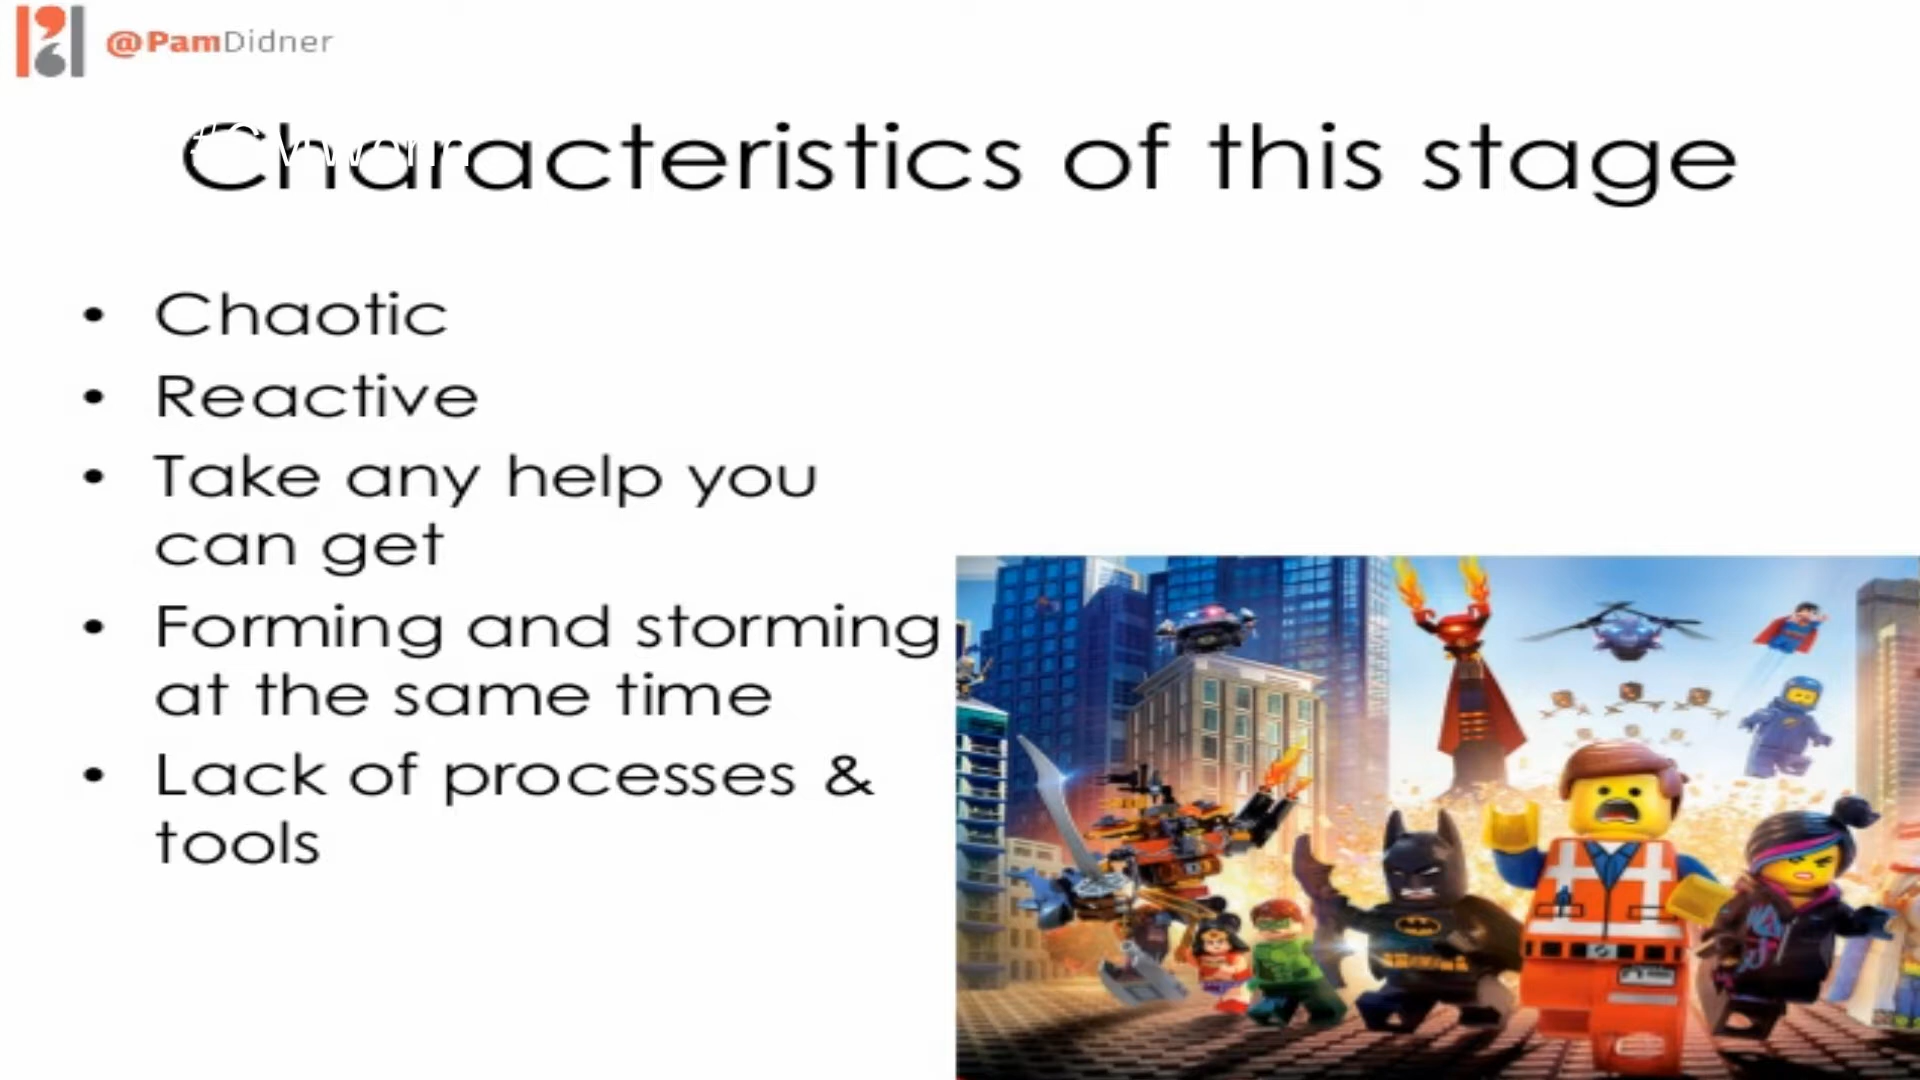 @PamDidner
Characteristics of this stage
• Chaotic
• Reactive
• Take any help you
can get
• Forming and storming
at the same time
• Lack of processes &
tools